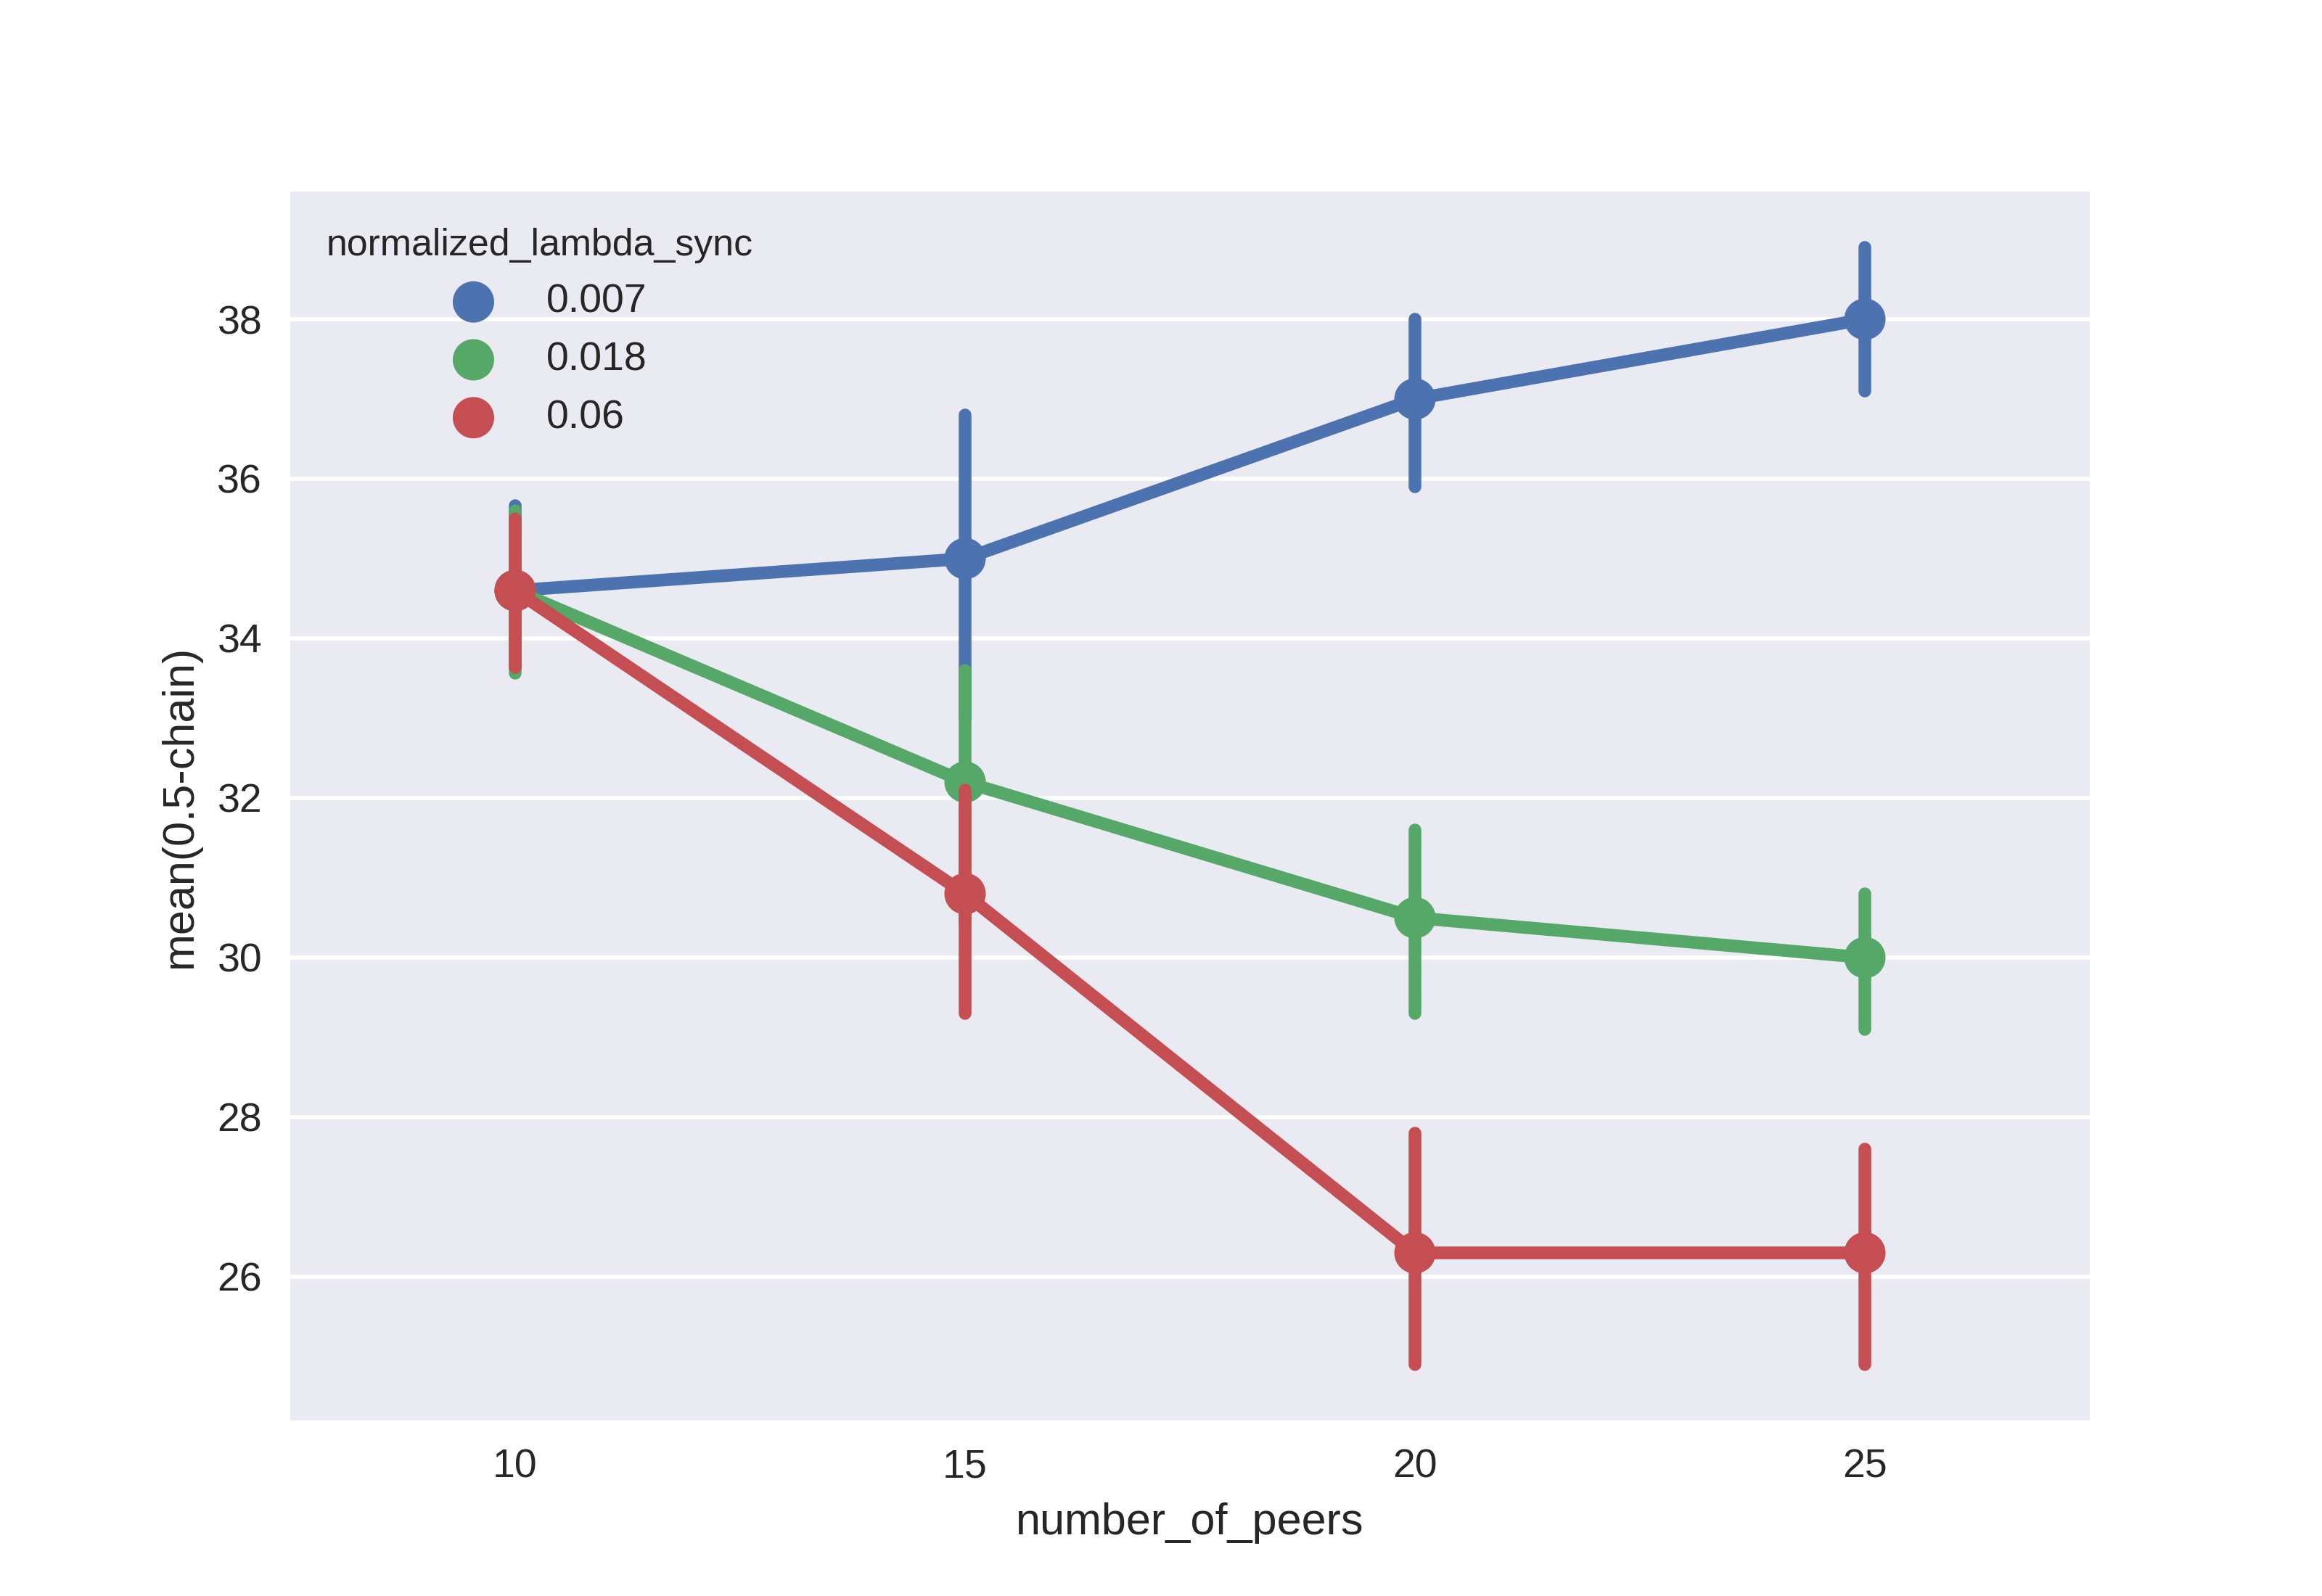 normalized_lambda_sync
0.007
0.018
0.06
38
36
34
32
30
28
26
mean(0.5-chain)
10 15 20 25
number_of_peers